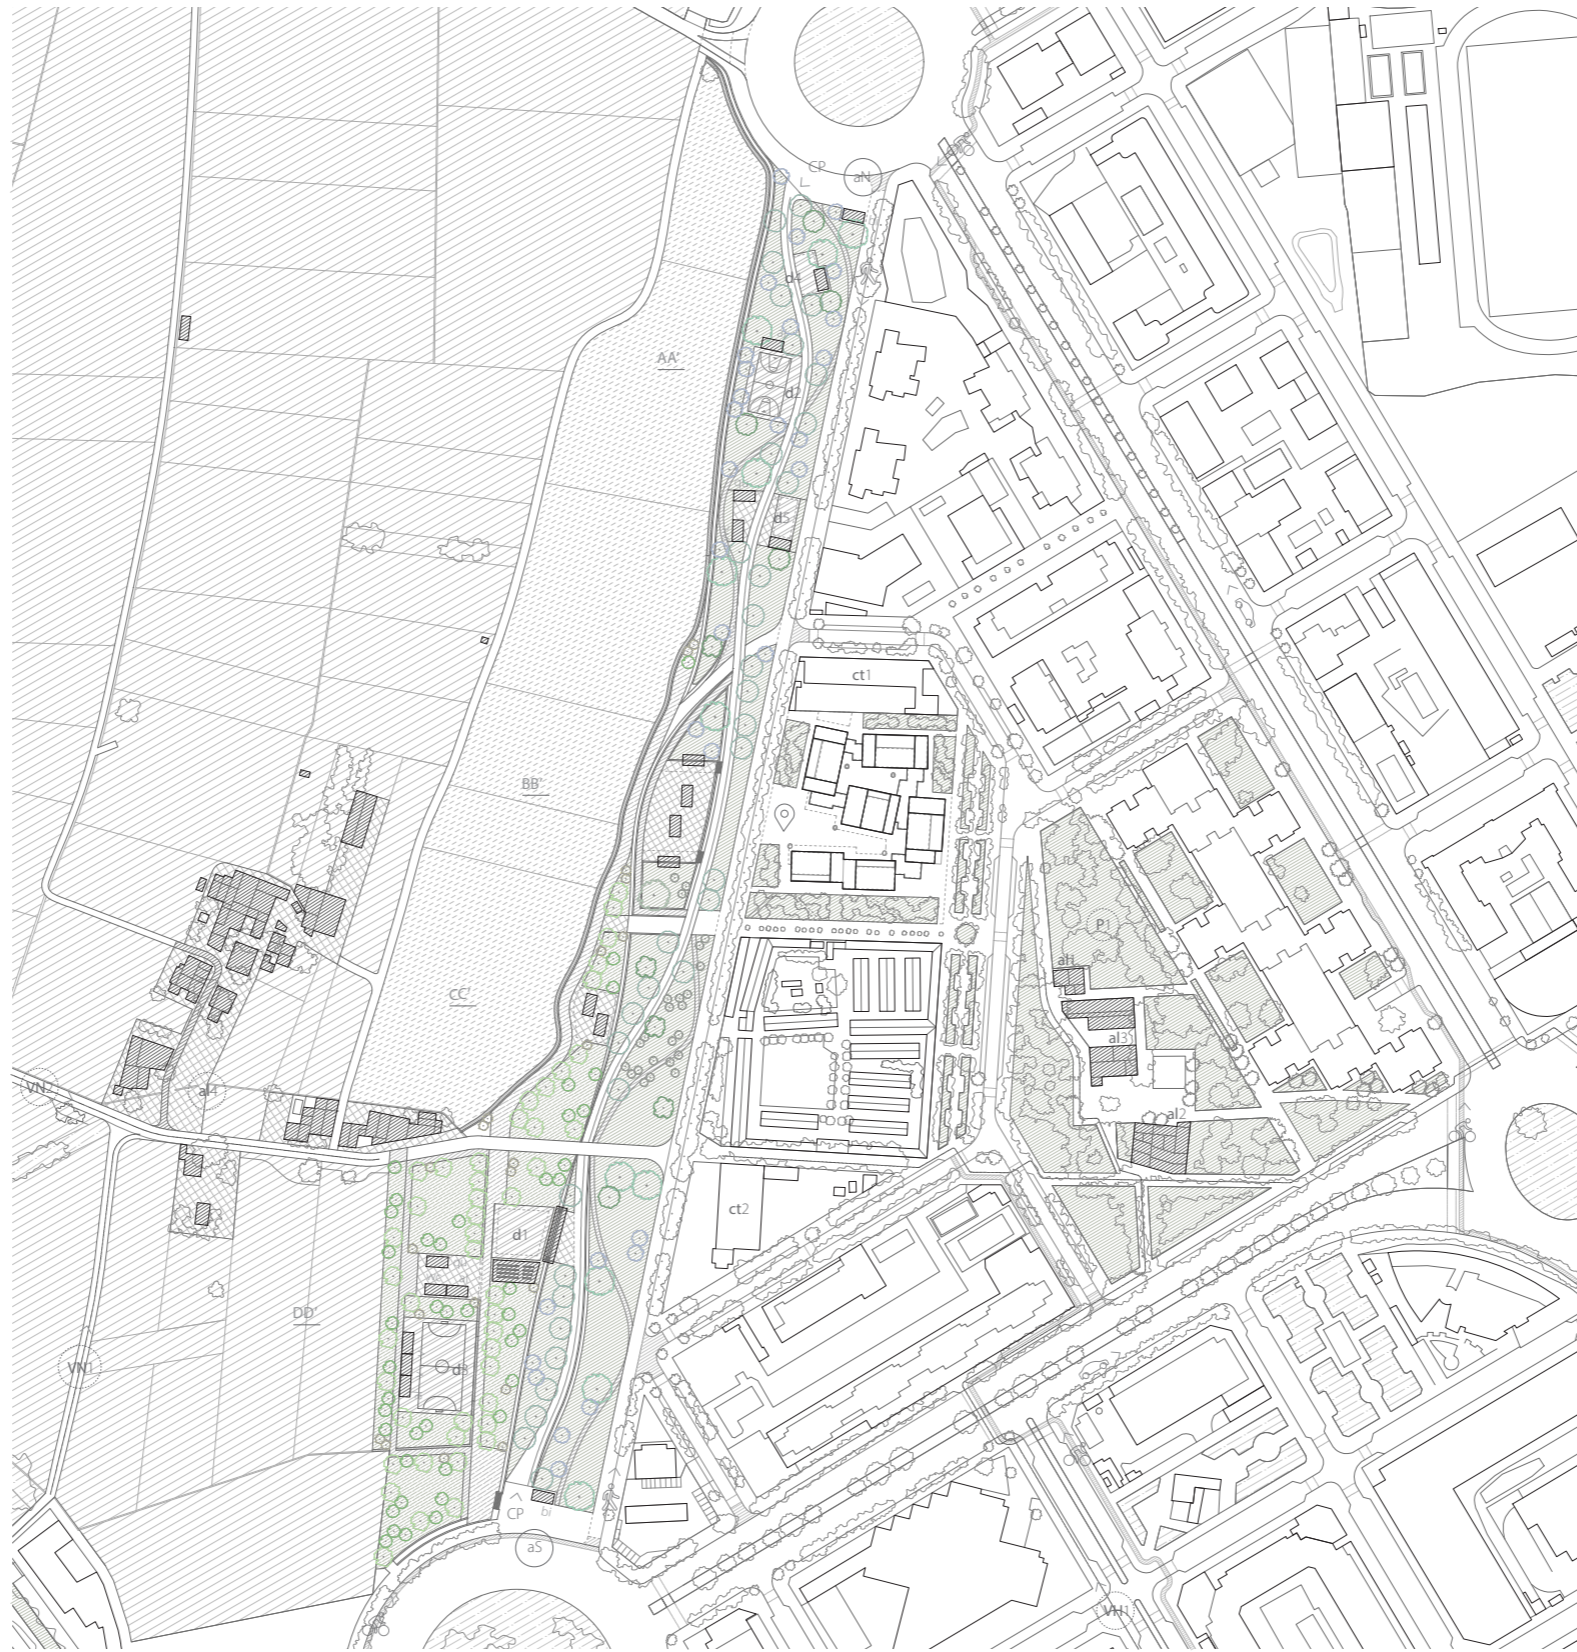 CP
aN
d4
AA'
d2
d5
ct1
BB'
P1
al1
CC'
al3
VN2
al4
al2
ct2
d1
DD'
VN1
d3
CP
bi
aS
VH1